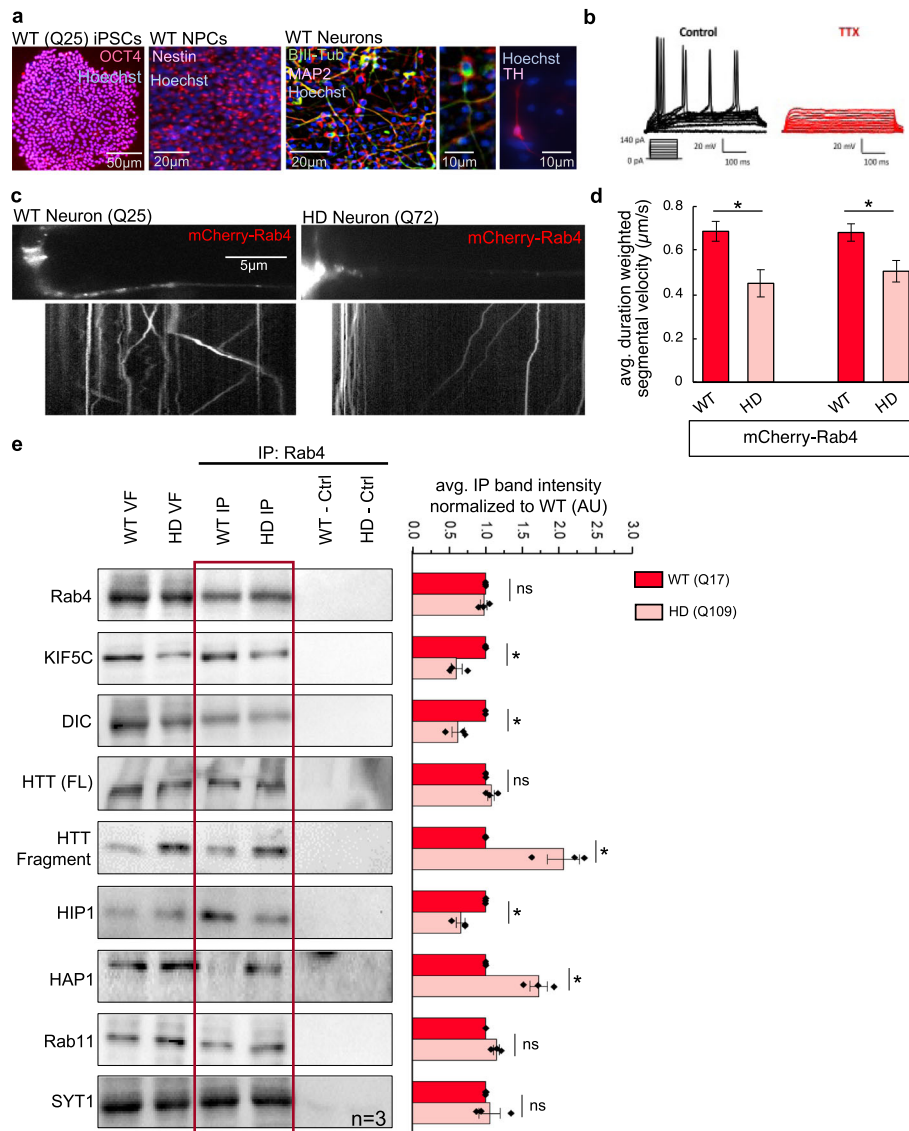 a
WT (Q25) iPSCs
OCT4
Hoechst
50µm
WT NPCs
Nestin
Hoechst
20µm
WT Neurons
BIII-Tub
MAP2
Hoechst
20µm
10µm
Hoechst
TH
10µm
b
Control
TTX
140 pA
0 pA
20 mV
100 ms
20 mV
100 ms
c
WT Neuron (Q25)
mCherry-Rab4
5µm
HD Neuron (Q72)
mCherry-Rab4
d
avg. duration weighted
segmental velocity (µm/s)
0.8
0.6
0.4
0.2
0
*
*
WT
HD
WT
HD
mCherry-Rab4
e
IP: Rab4
WT VF
HD VF
WT IP
HD IP
WT - Ctrl
HD - Ctrl
avg. IP band intensity
normalized to WT (AU)
0.0
0.5
1.0
1.5
2.0
2.5
3.0
WT (Q17)
HD (Q109)
Rab4
ns
KIF5C
*
DIC
*
HTT (FL)
ns
HTT
Fragment
*
HIP1
*
HAP1
*
Rab11
ns
SYT1
n=3
ns